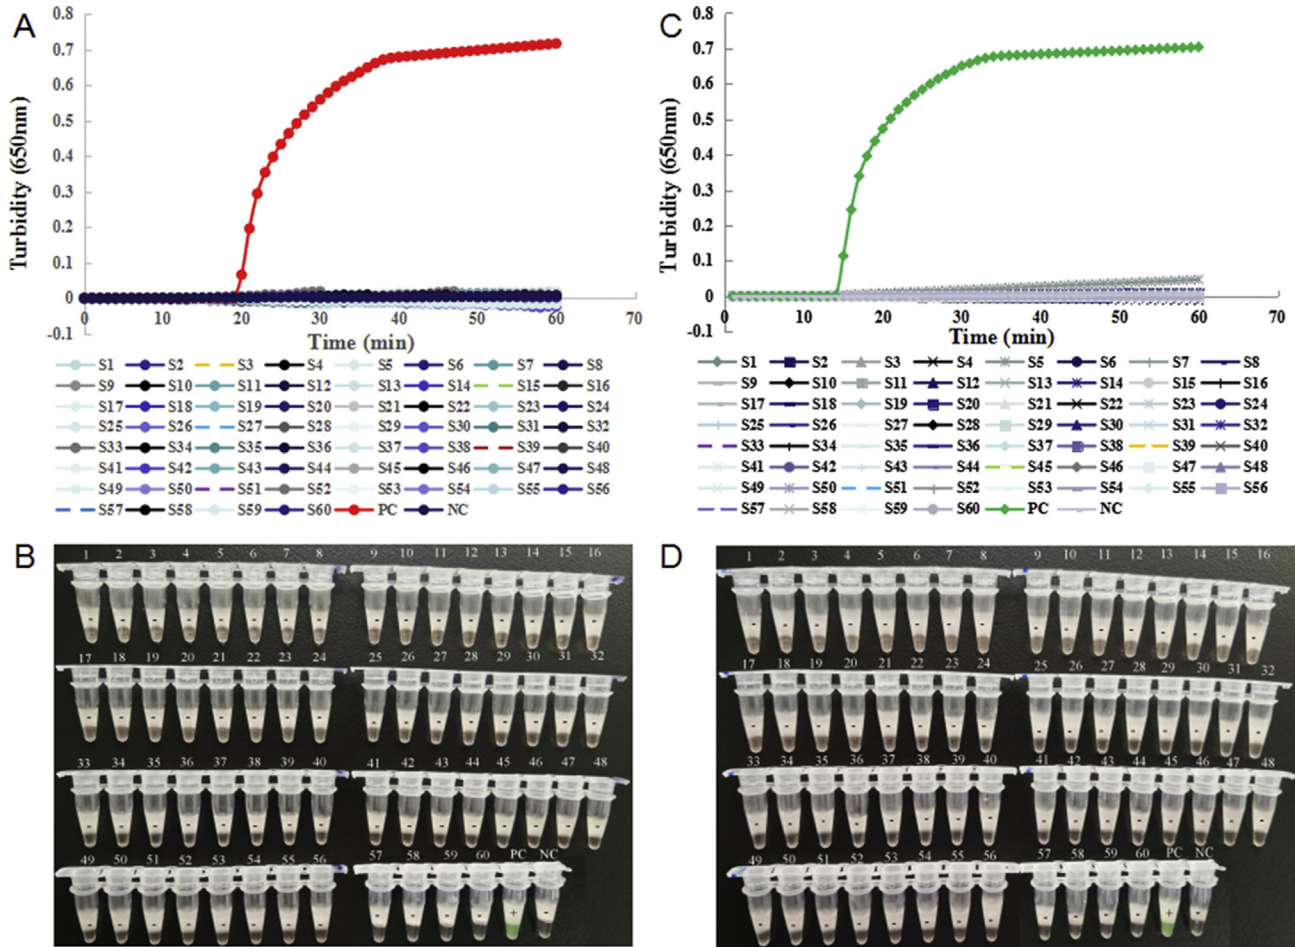 A
0.8
0.7
0.6
0.5
0.4
0.3
0.2
0.1
0
-0.1
Turbidity (650nm)
0 10 20 30 40 50 60 70
Time (min)
S1 S2 S3 S4 S5 S6 S7 S8
S9 S10 S11 S12 S13 S14 S15 S16
S17 S18 S19 S20 S21 S22 S23 S24
S25 S26 S27 S28 S29 S30 S31 S32
S33 S34 S35 S36 S37 S38 S39 S40
S41 S42 S43 S44 S45 S46 S47 S48
S49 S50 S51 S52 S53 S54 S55 S56
S57 S58 S59 S60 PC NC
C
0.8
0.7
0.6
0.5
0.4
0.3
0.2
0.1
0
-0.1
Turbidity (650nm)
0 10 20 30 40 50 60 70
Time (min)
S1 S2 S3 S4 S5 S6 S7 S8
S9 S10 S11 S12 S13 S14 S15 S16
S17 S18 S19 S20 S21 S22 S23 S24
S25 S26 S27 S28 S29 S30 S31 S32
S33 S34 S35 S36 S37 S38 S39 S40
S41 S42 S43 S44 S45 S46 S47 S48
S49 S50 S51 S52 S53 S54 S55 S56
S57 S58 S59 S60 PC NC
B
1 2 3 4 5 6 7 8 9 10 11 12 13 14 15 16
- - - - - - - - - - - - - - - -
17 18 19 20 21 22 23 24 25 26 27 28 29 30 31 32
- - - - - - - - - - - - - - - -
33 34 35 36 37 38 39 40 41 42 43 44 45 46 47 48
- - - - - - - - - - - - - - - -
49 50 51 52 53 54 55 56 57 58 59 60 PC NC
- - - - - - - - - - - - + -
D
1 2 3 4 5 6 7 8 9 10 11 12 13 14 15 16
- - - - - - - - - - - - - - - -
17 18 19 20 21 22 23 24 25 26 27 28 29 30 31 32
- - - - - - - - - - - - - - - -
33 34 35 36 37 38 39 40 41 42 43 44 45 46 47 48
- - - - - - - - - - - - - - - -
49 50 51 52 53 54 55 56 57 58 59 60 PC NC
- - - - - - - - - - - - + -